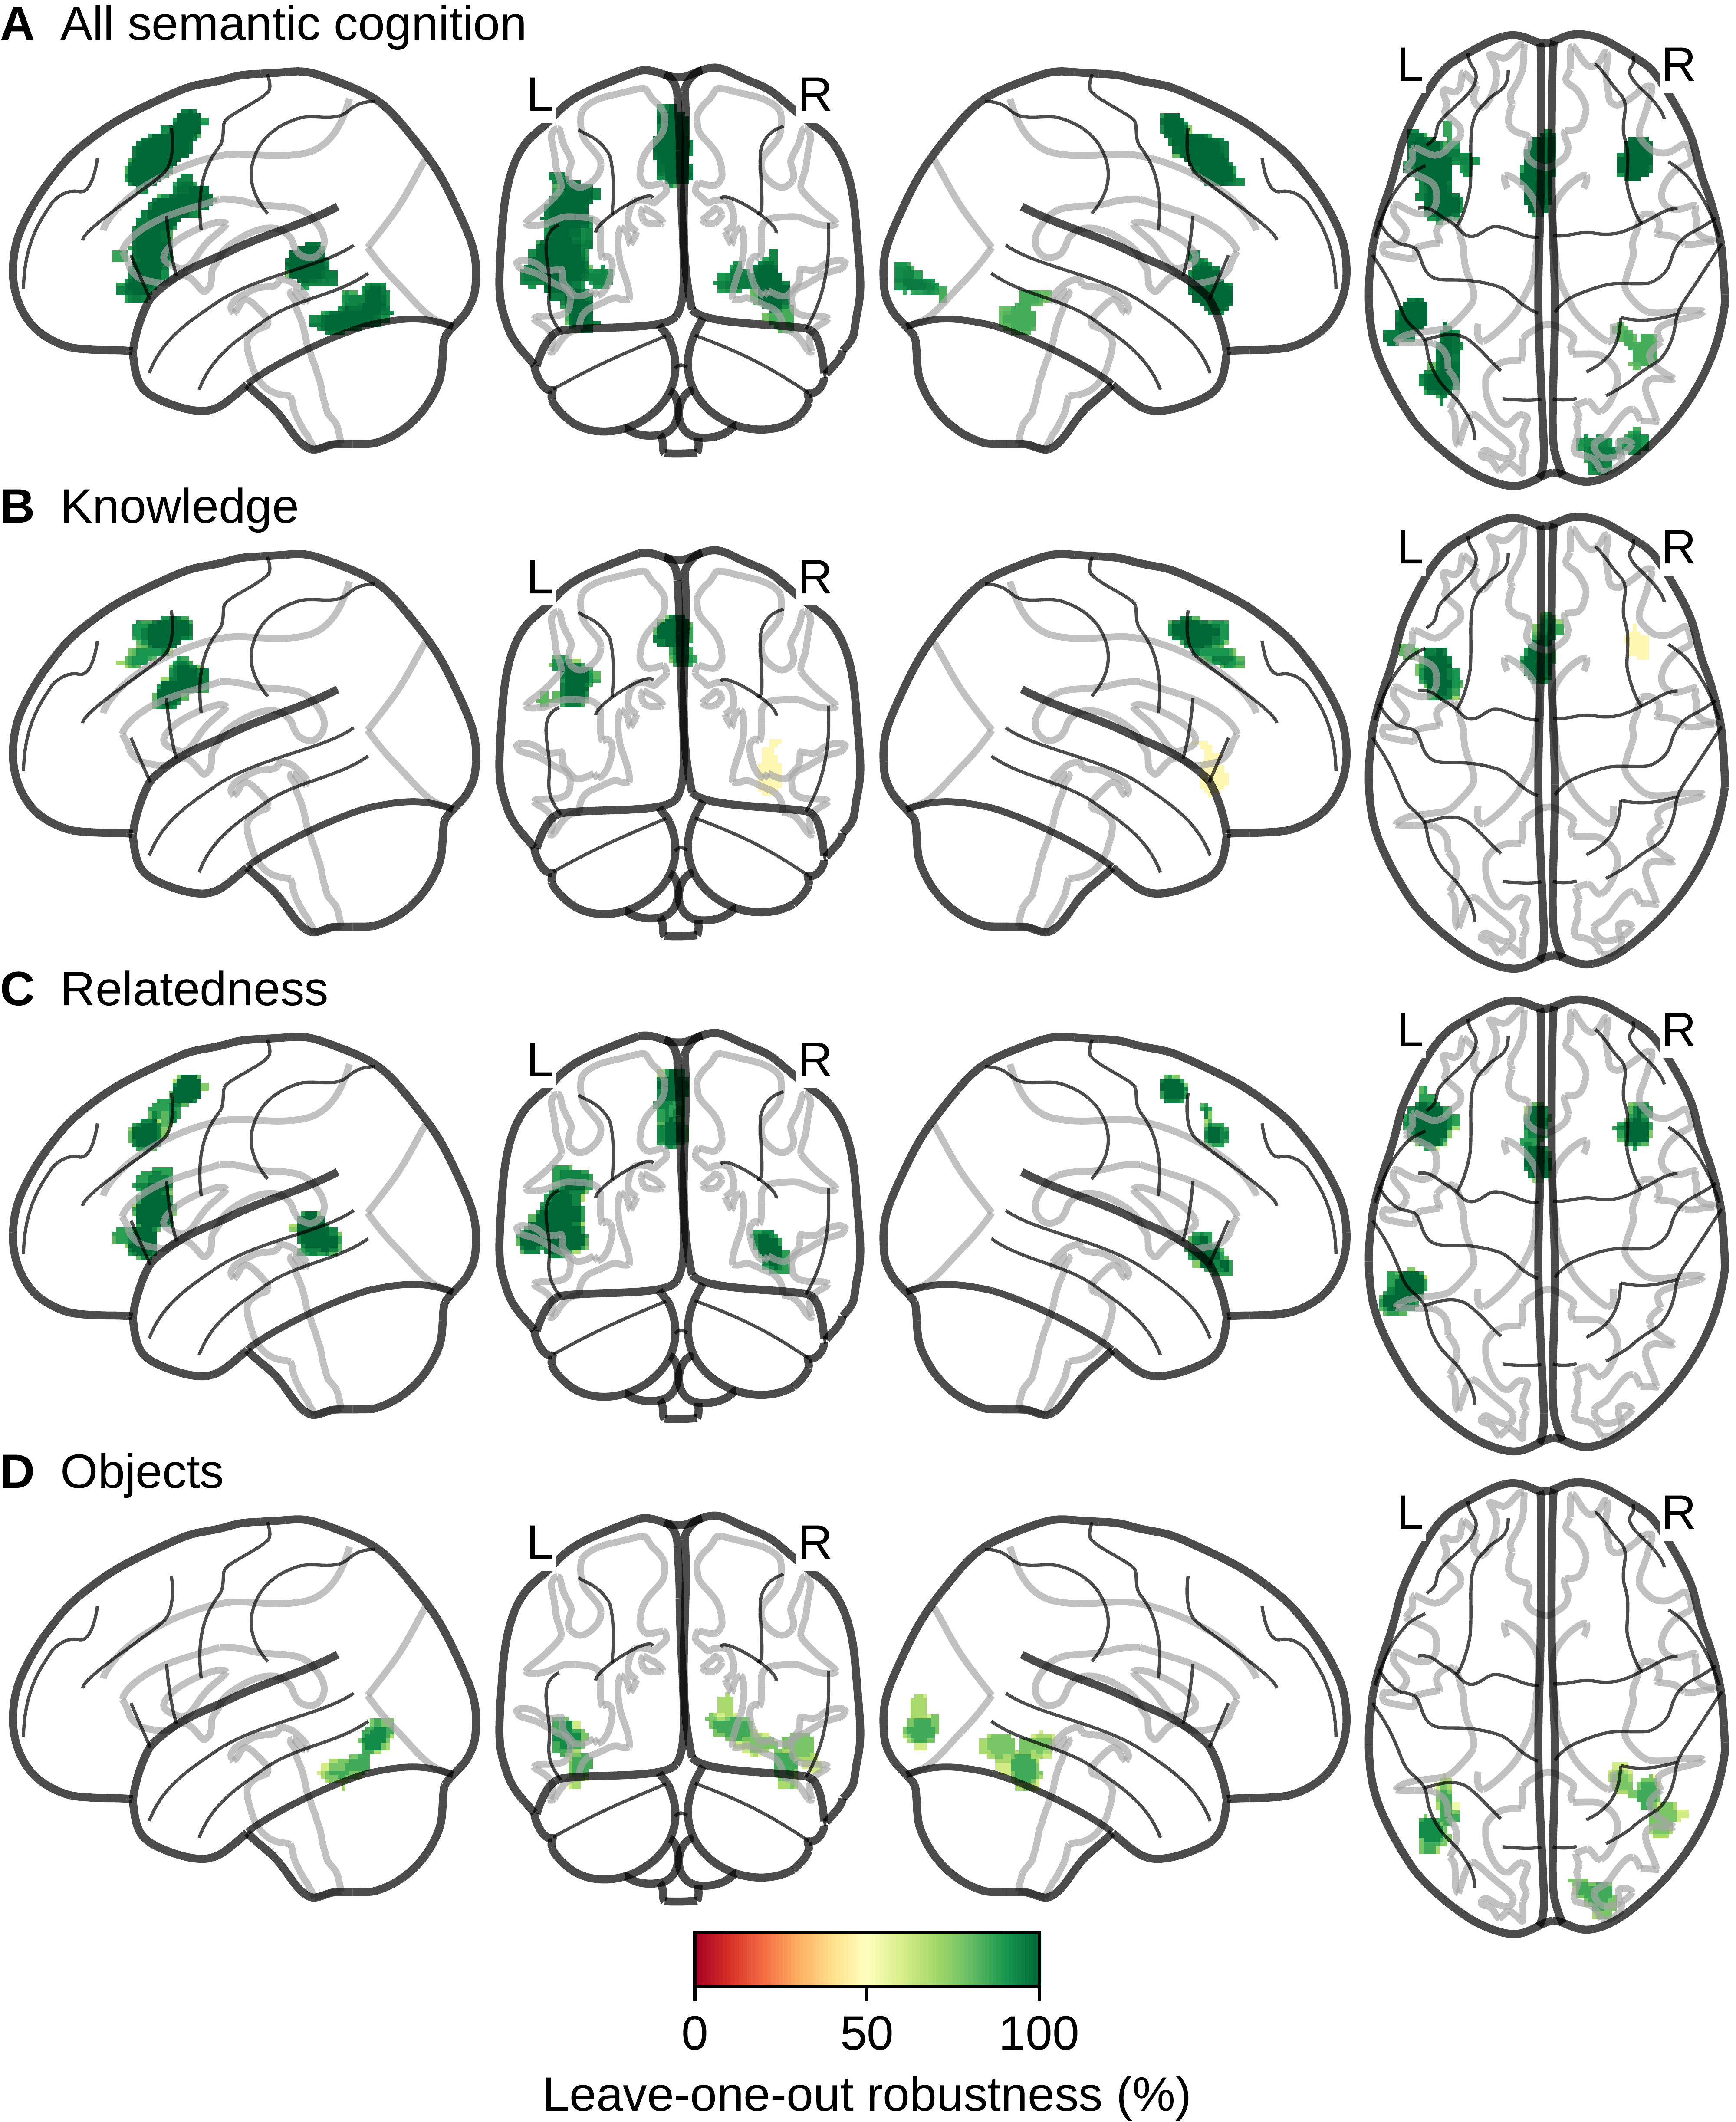 A All semantic cognition
L R L R
B Knowledge
L R L R
C Relatedness
L R L R
D Objects
L R L R
0 50 100
Leave-one-out robustness (%)